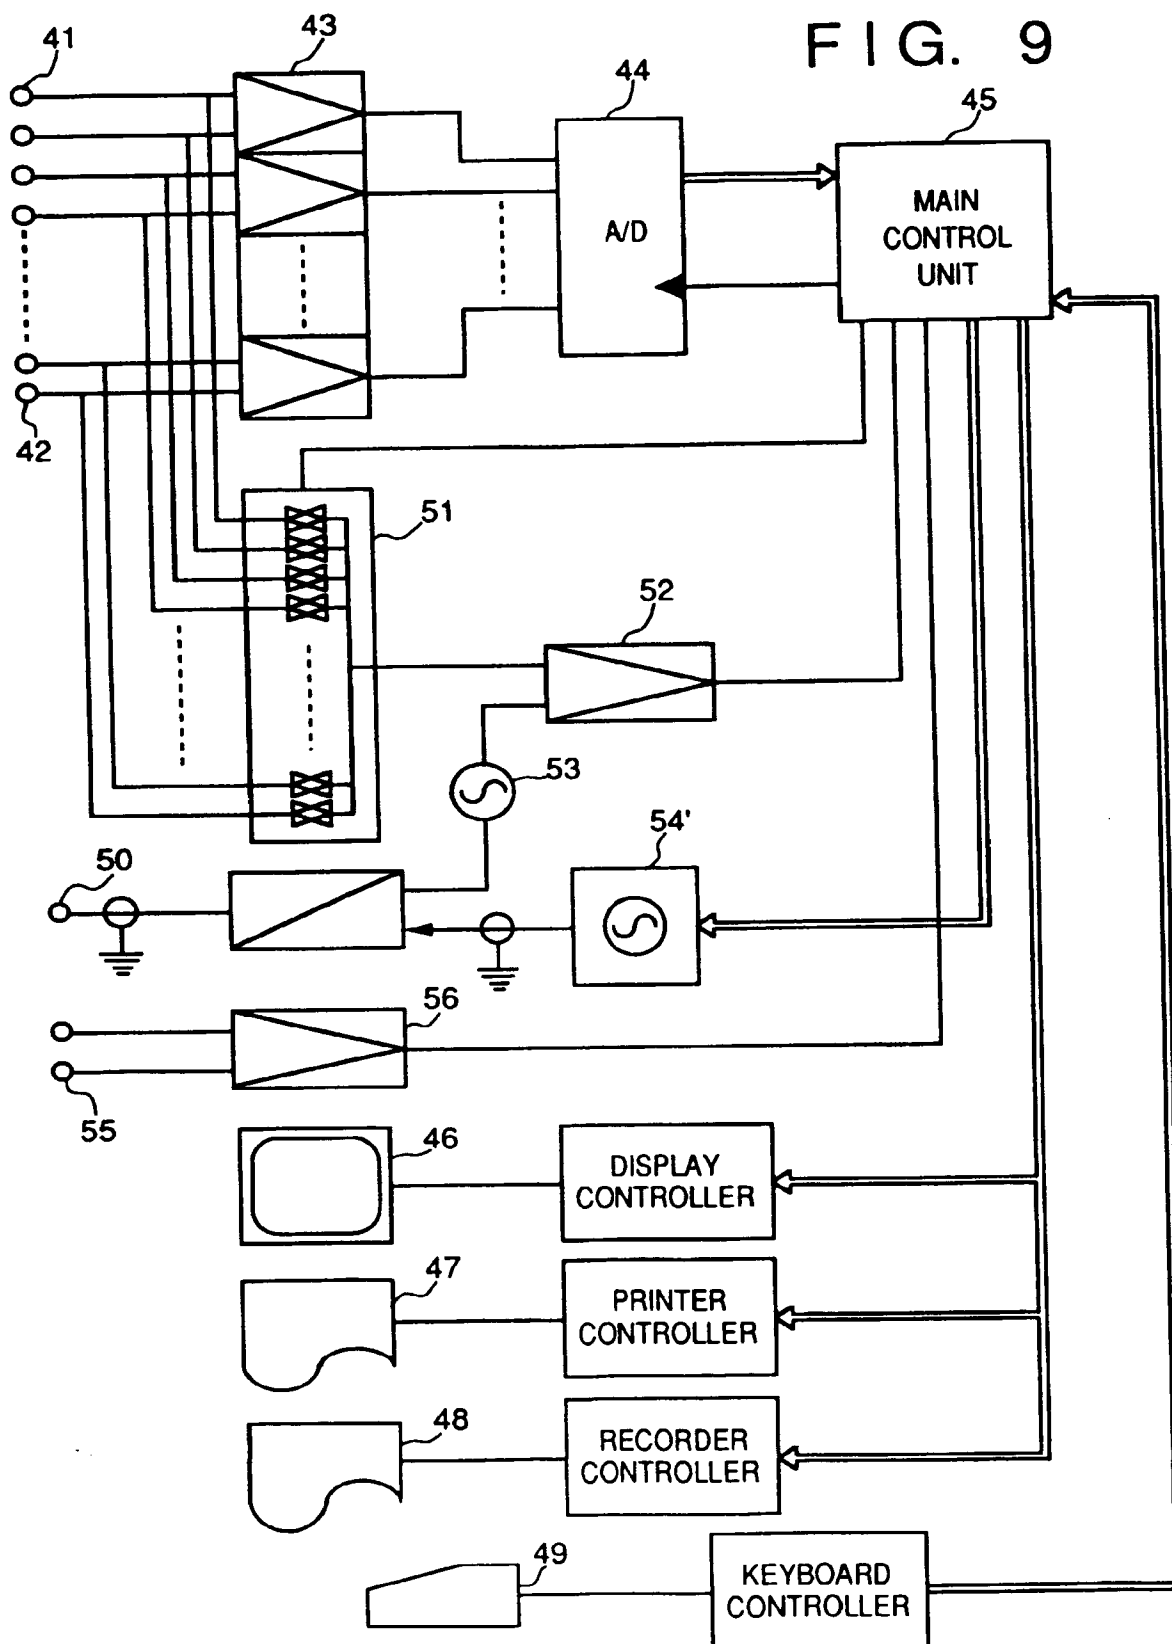 FIG. 9
41
43
44
45
A/D
MAIN
CONTROL
UNIT
42
51
52
53
54'
50
56
55
46
DISPLAY
CONTROLLER
47
PRINTER
CONTROLLER
48
RECORDER
CONTROLLER
49
KEYBOARD
CONTROLLER